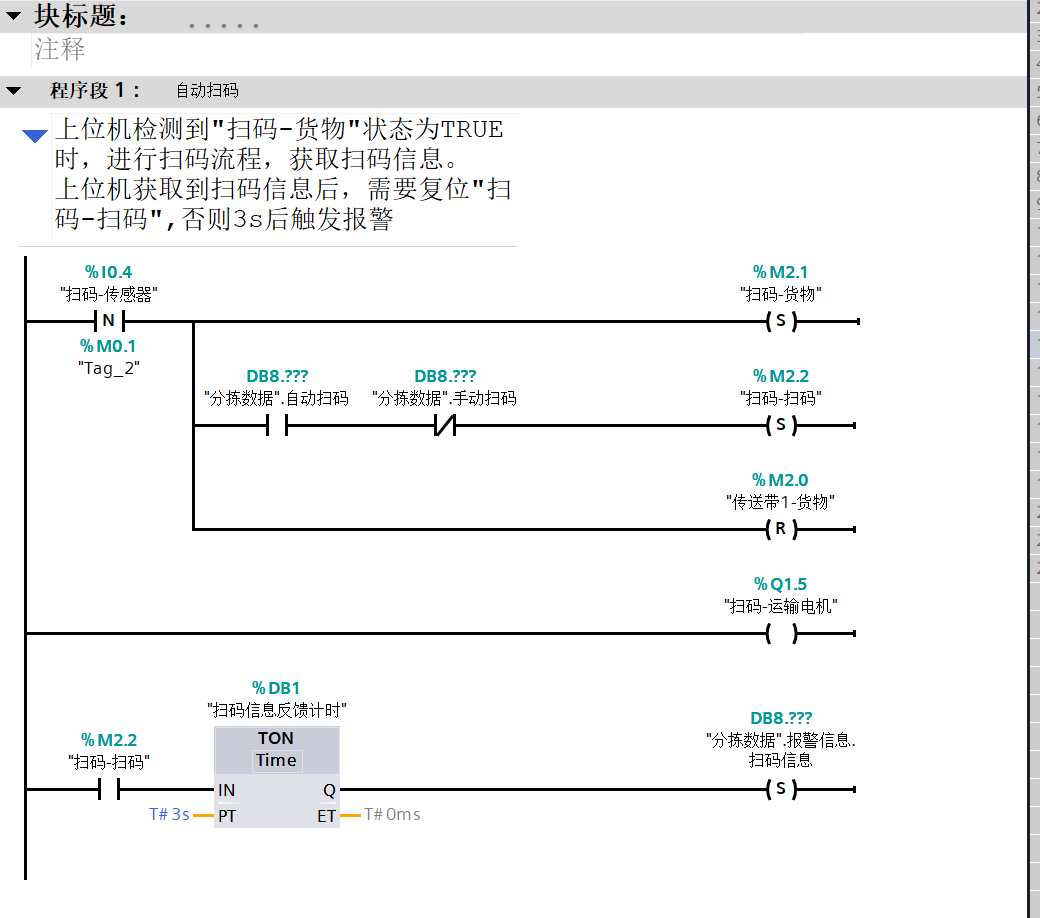 块标题: .....
注释
程序段 1： 自动扫码
上位机检测到"扫码-货物"状态为TRUE
时，进行扫码流程，获取扫码信息。
上位机获取到扫码信息后，需要复位"扫
码-扫码",否则3s后触发报警
%I0.4
"扫码-传感器"
N
%M0.1
"Tag_2"
%M2.1
"扫码-货物"
S
DB8.???
"分拣数据".自动扫码
DB8.???
"分拣数据".手动扫码
%M2.2
"扫码-扫码"
S
%M2.0
"传送带1-货物"
R
%Q1.5
"扫码-运输电机"
%M2.2
"扫码-扫码"
%DB1
"扫码信息反馈计时"
TON
Time
IN Q
T#3s PT ET T#0ms
DB8.???
"分拣数据".报警信息.
扫码信息
S